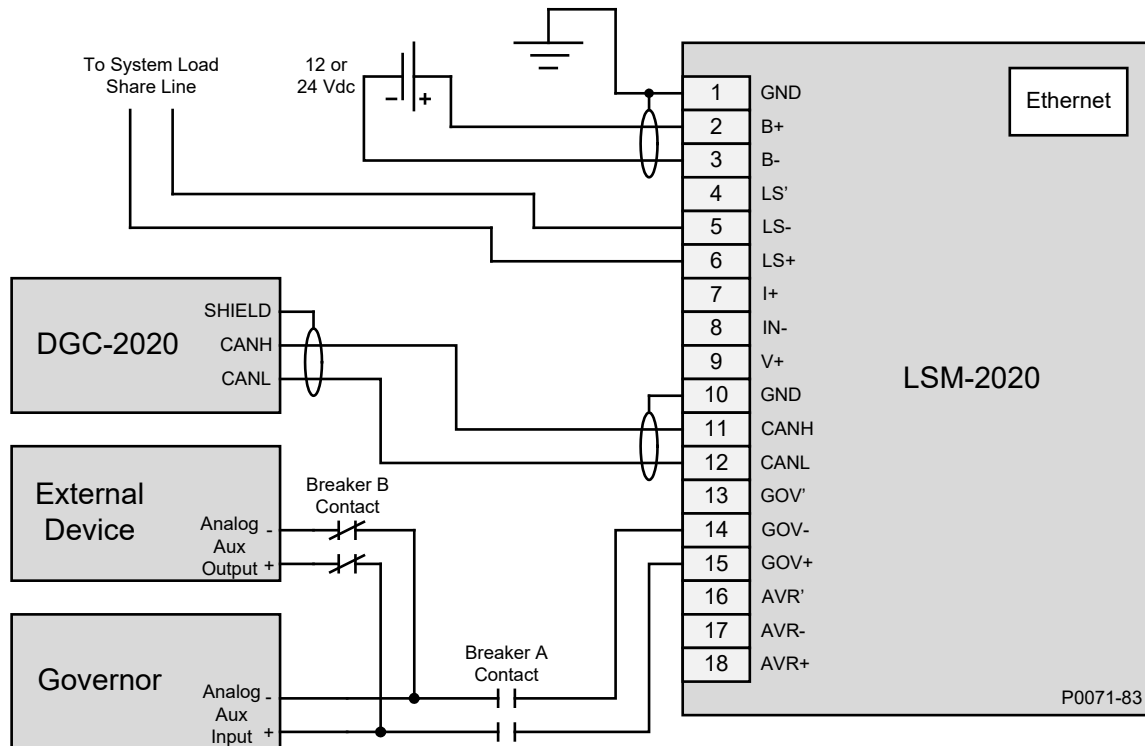 To System Load
Share Line
12 or
24 Vdc
− +
Ethernet
1 GND
2 B+
3 B-
4 LS’
5 LS-
6 LS+
7 I+
8 IN-
9 V+
10 GND
11 CANH
12 CANL
13 GOV’
14 GOV-
15 GOV+
16 AVR’
17 AVR-
18 AVR+
LSM-2020
P0071-83
DGC-2020
SHIELD
CANH
CANL
External
Device
Analog -
Aux
Output +
Breaker B
Contact
Governor
Analog -
Aux
Input +
Breaker A
Contact